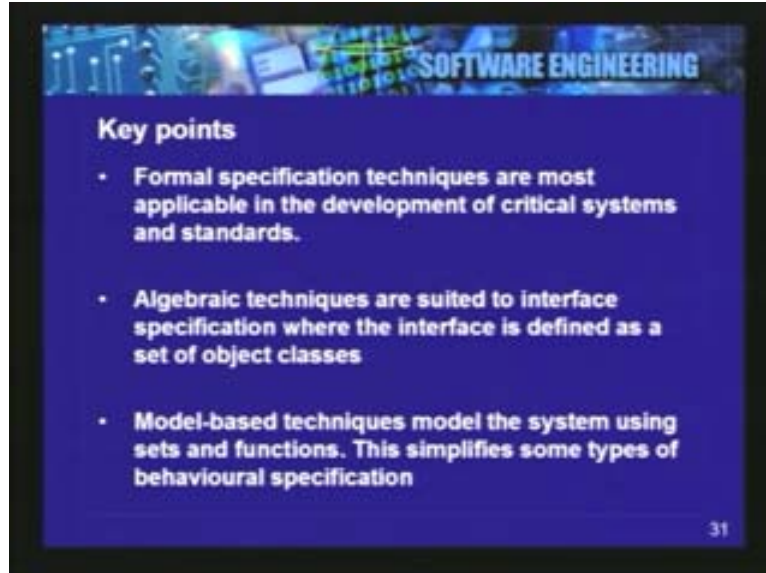 SOFTWARE ENGINEERING
Key points
• Formal specification techniques are most
applicable in the development of critical systems
and standards.
• Algebraic techniques are suited to interface
specification where the interface is defined as a
set of object classes
• Model-based techniques model the system using
sets and functions. This simplifies some types of
behavioural specification
31